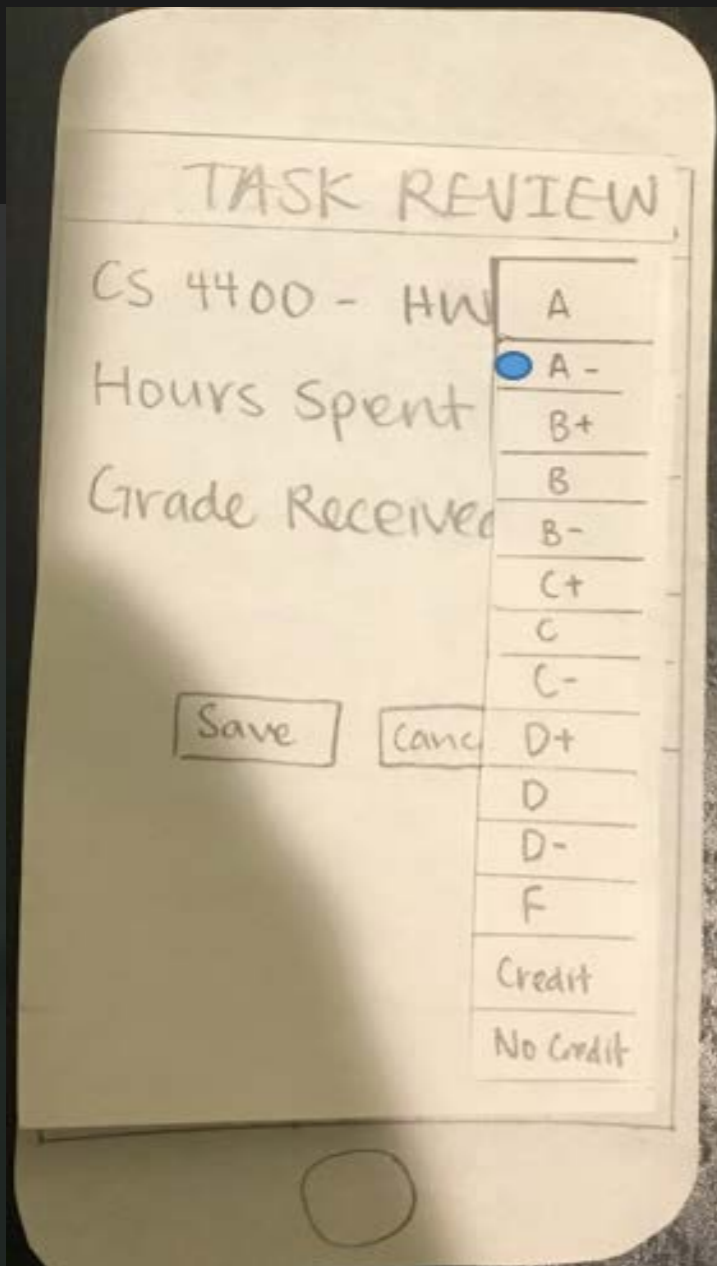 TASK REVIEW
CS 4400 - HW
Hours Spent
Grade Received
Save
Canc
A
A -
B+
B
B-
C+
C
C-
D+
D
D-
F
Credit
No Credit